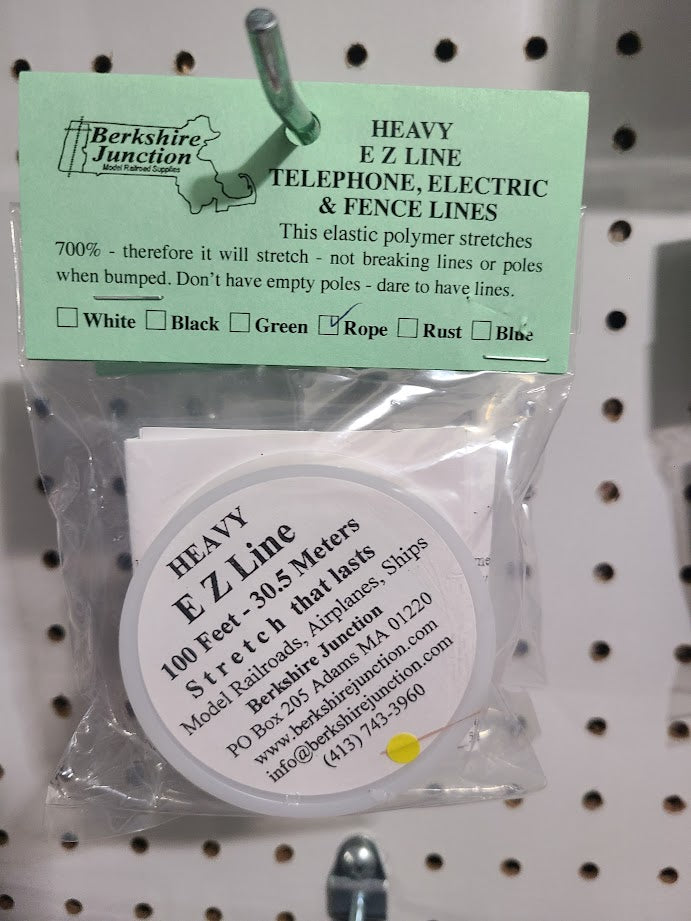 Berkshire
Junction
Model Railroad Supplies
HEAVY
E Z LINE
TELEPHONE, ELECTRIC
& FENCE LINES
This elastic polymer stretches
700% - therefore it will stretch - not breaking lines or poles
when bumped. Don't have empty poles - dare to have lines.
White Black Green Rope Rust Blue
HEAVY
E Z Line
100 Feet - 30.5 Meters
Stretch that lasts
Model Railroads, Airplanes, Ships
Berkshire Junction
PO Box 205 Adams MA 01220
www.berkshirejunction.com
info@berkshirejunction.com
(413) 743-3960